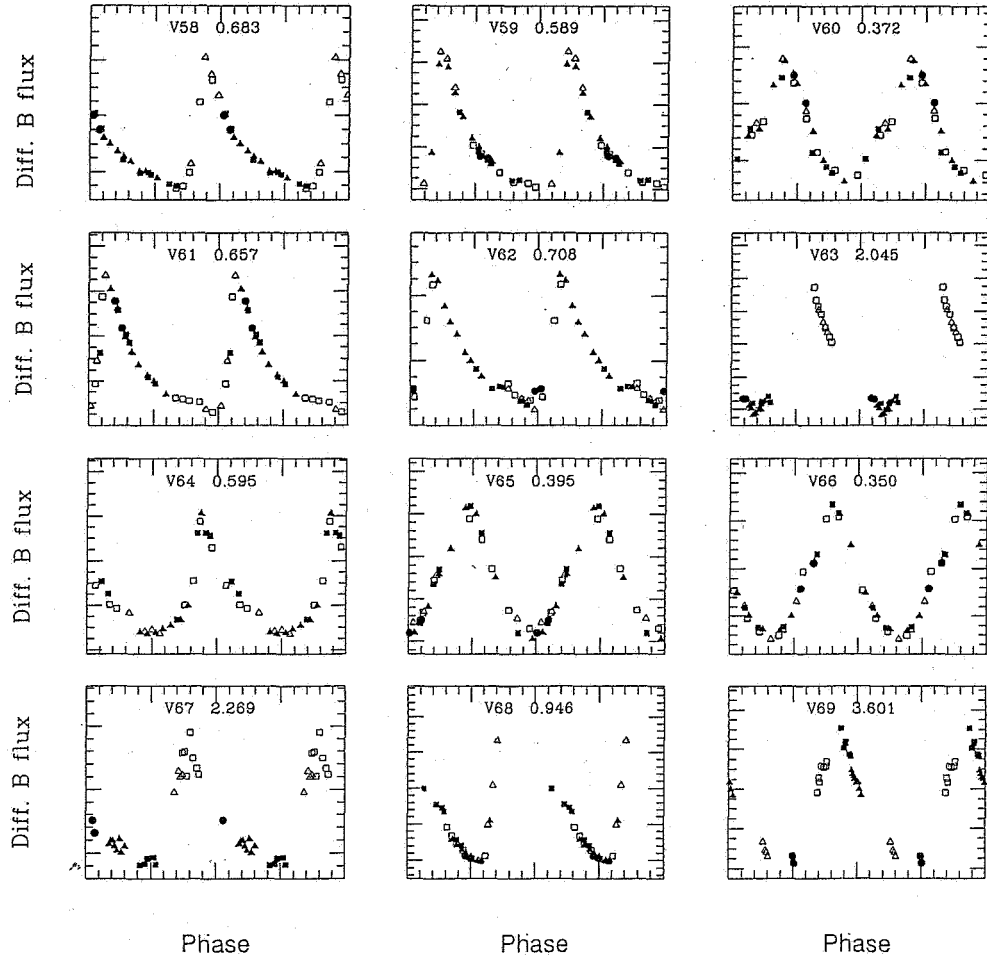 Diff. B flux
V58 0.683
V59 0.589
V60 0.372
Diff. B flux
V61 0.657
V62 0.708
V63 2.045
Diff. B flux
V64 0.595
V65 0.395
V66 0.350
Diff. B flux
V67 2.269
V68 0.946
V69 3.601
Phase
Phase
Phase